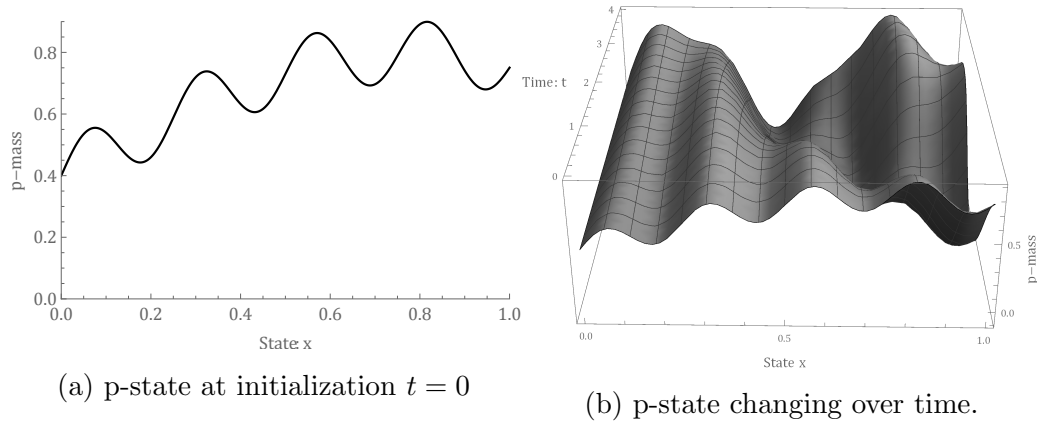 0.8
0.6
0.4
0.2
0.0
p−mass
0.0 0.2 0.4 0.6 0.8 1.0
State: x
(a) p-state at initialization t = 0
4
3
Time: t 2
1
0
0.5
0.0
p−mass
0.0 0.5 1.0
State x
(b) p-state changing over time.